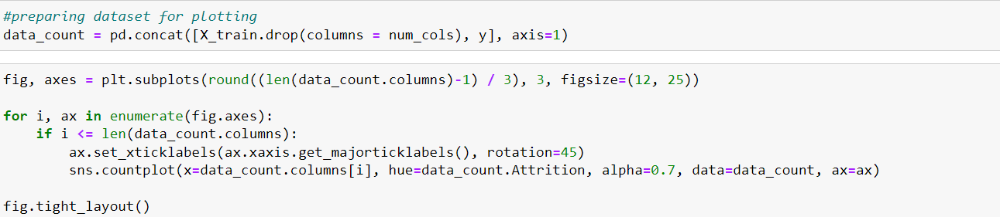 #preparing dataset for plotting
data_count = pd.concat([X_train.drop(columns = num_cols), y], axis=1)
fig, axes = plt.subplots(round((len(data_count.columns)-1) / 3), 3, figsize=(12, 25))
for i, ax in enumerate(fig.axes):
    if i <= len(data_count.columns):
        ax.set_xticklabels(ax.xaxis.get_majorticklabels(), rotation=45)
        sns.countplot(x=data_count.columns[i], hue=data_count.Attrition, alpha=0.7, data=data_count, ax=ax)
fig.tight_layout()